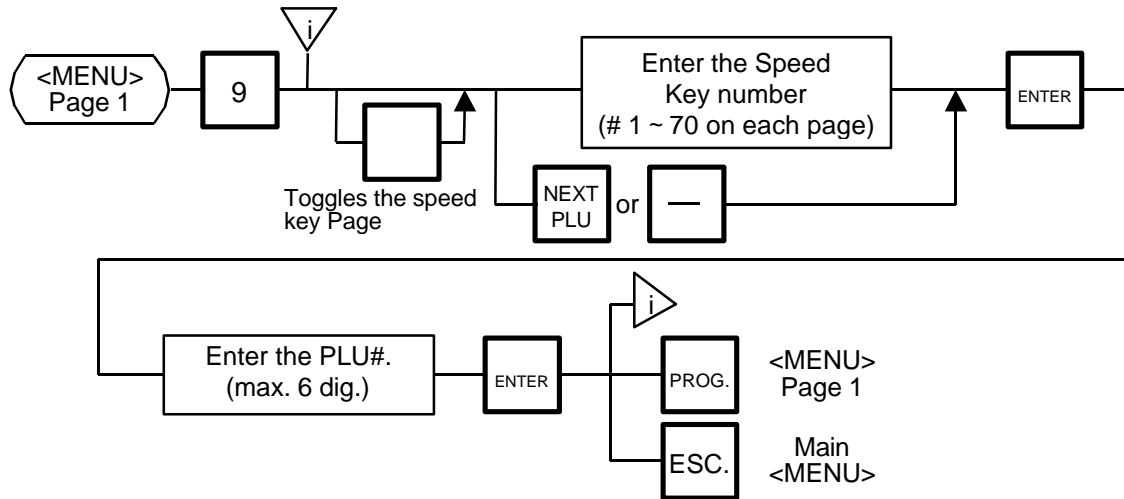 i
<MENU>
Page 1
9
Enter the Speed
Key number
(# 1 ~ 70 on each page)
ENTER
Toggles the speed
key Page
NEXT
PLU
or
—
i
Enter the PLU#.
(max. 6 dig.)
ENTER
PROG.
<MENU>
Page 1
ESC.
Main
<MENU>